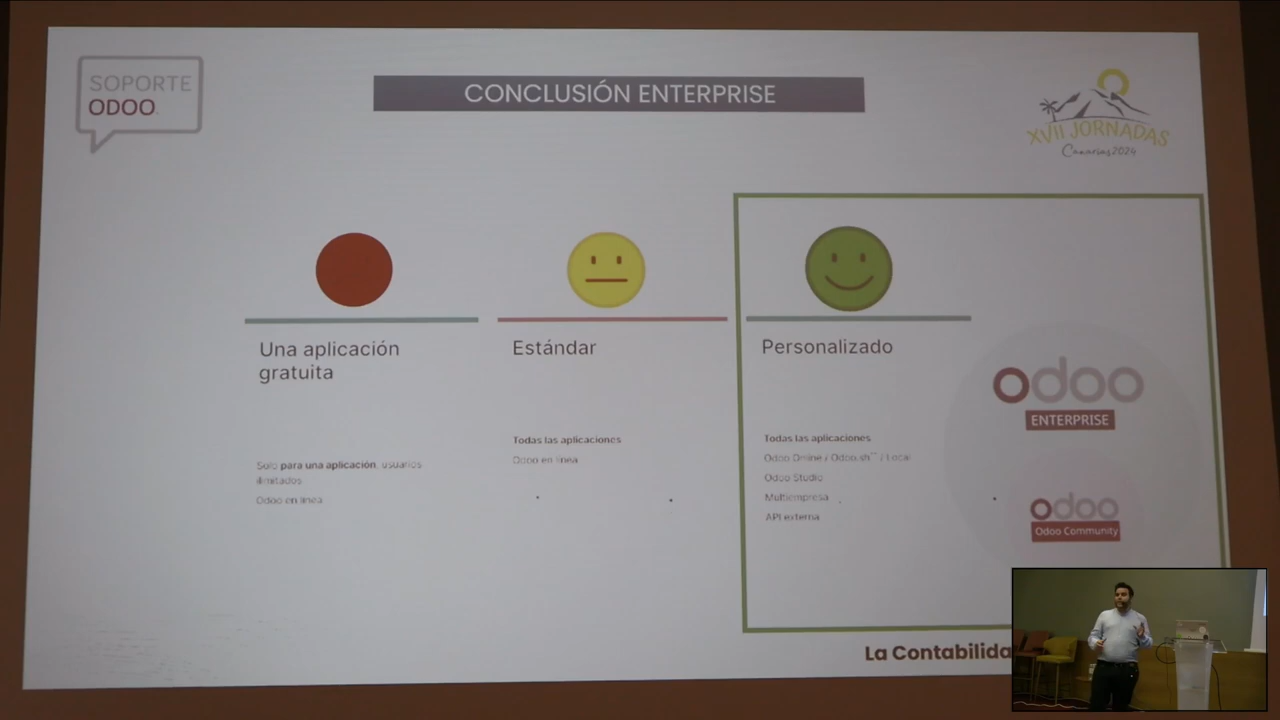 SOPORTE
ODOO
CONCLUSIÓN ENTERPRISE
XVII JORNADAS
Canarias 2024
Una aplicación
gratuita
Solo para una aplicación, usuarios
ilimitados
Odoo en línea
Estándar
Todas las aplicaciones
Odoo en línea
Personalizado
Todas las aplicaciones
Odoo Online / Odoo.sh / Local
Odoo Studio
Multiempresa
API externa
odoo
ENTERPRISE
odoo
Odoo Community
La Contabilida